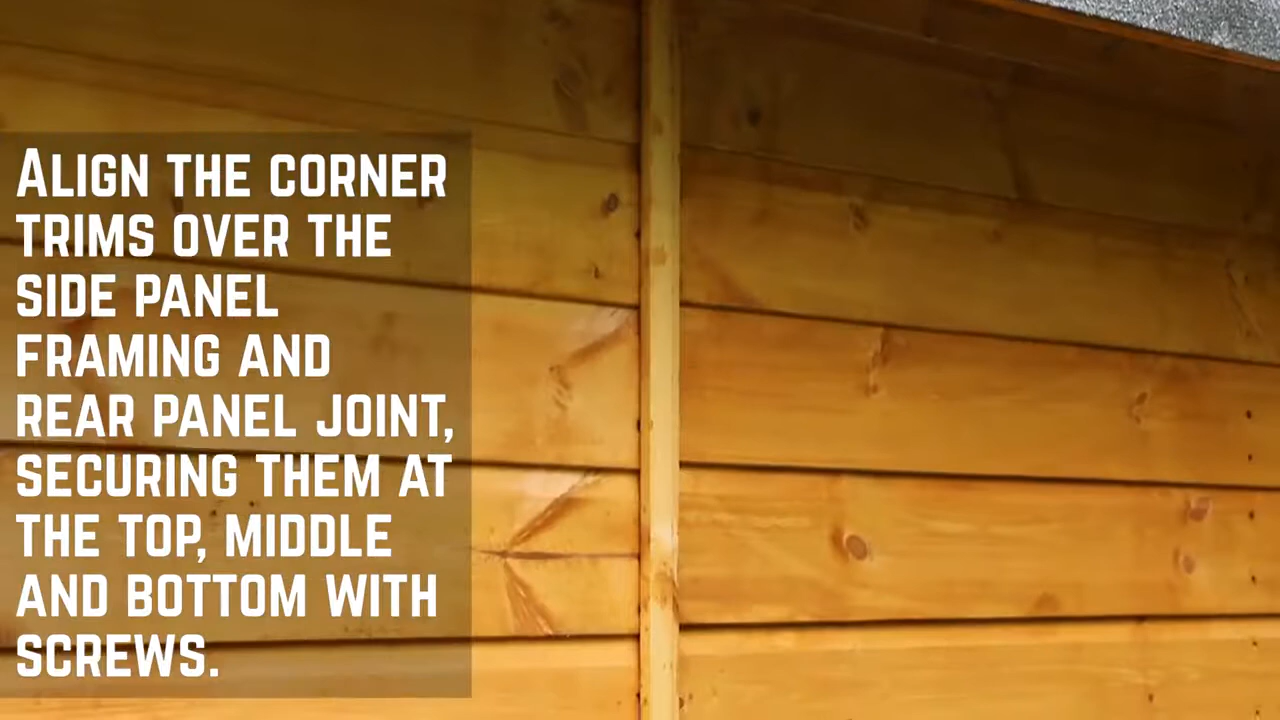 Align the corner
trims over the
side panel
framing and
rear panel joint,
securing them at
the top, middle
and bottom with
screws.